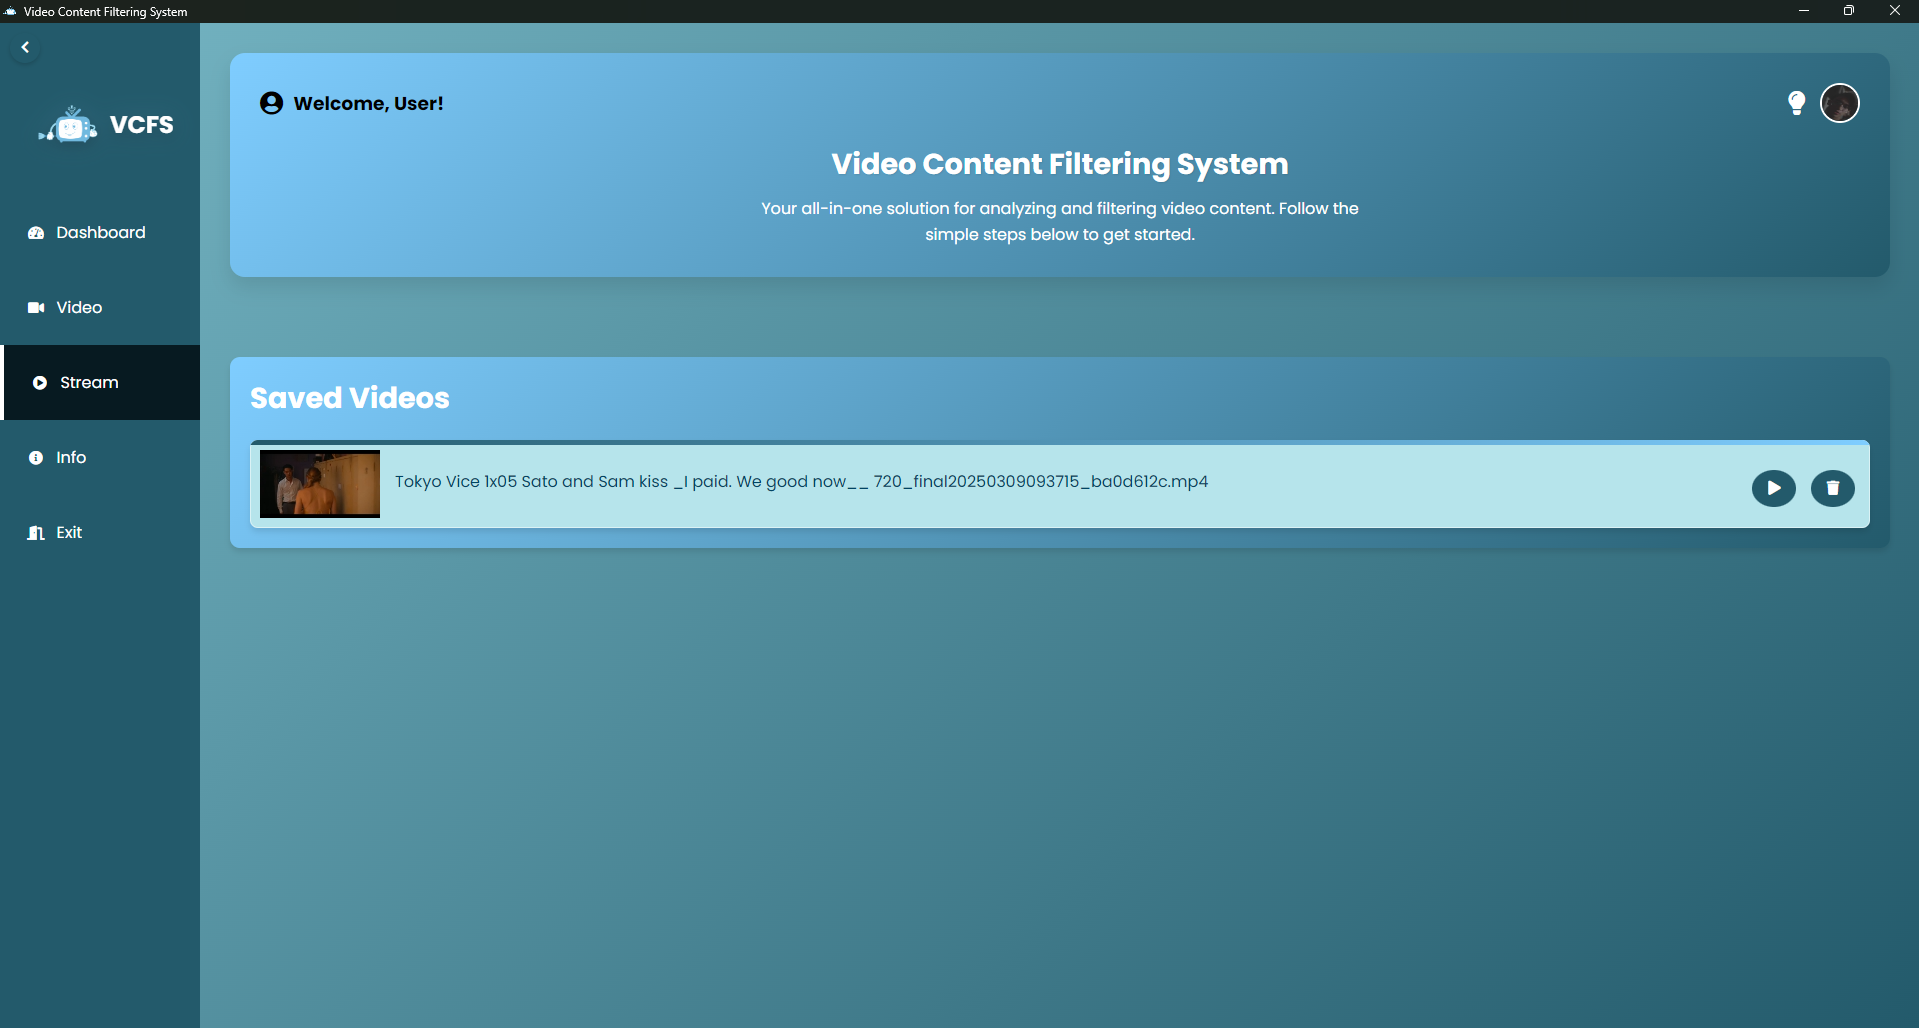 Video Content Filtering System
VCFS
Dashboard
Video
Stream
Info
Exit
Welcome, User!
Video Content Filtering System
Your all-in-one solution for analyzing and filtering video content. Follow the
simple steps below to get started.
Saved Videos
Tokyo Vice 1x05 Sato and Sam kiss _I paid. We good now__ 720_final20250309093715_ba0d612c.mp4